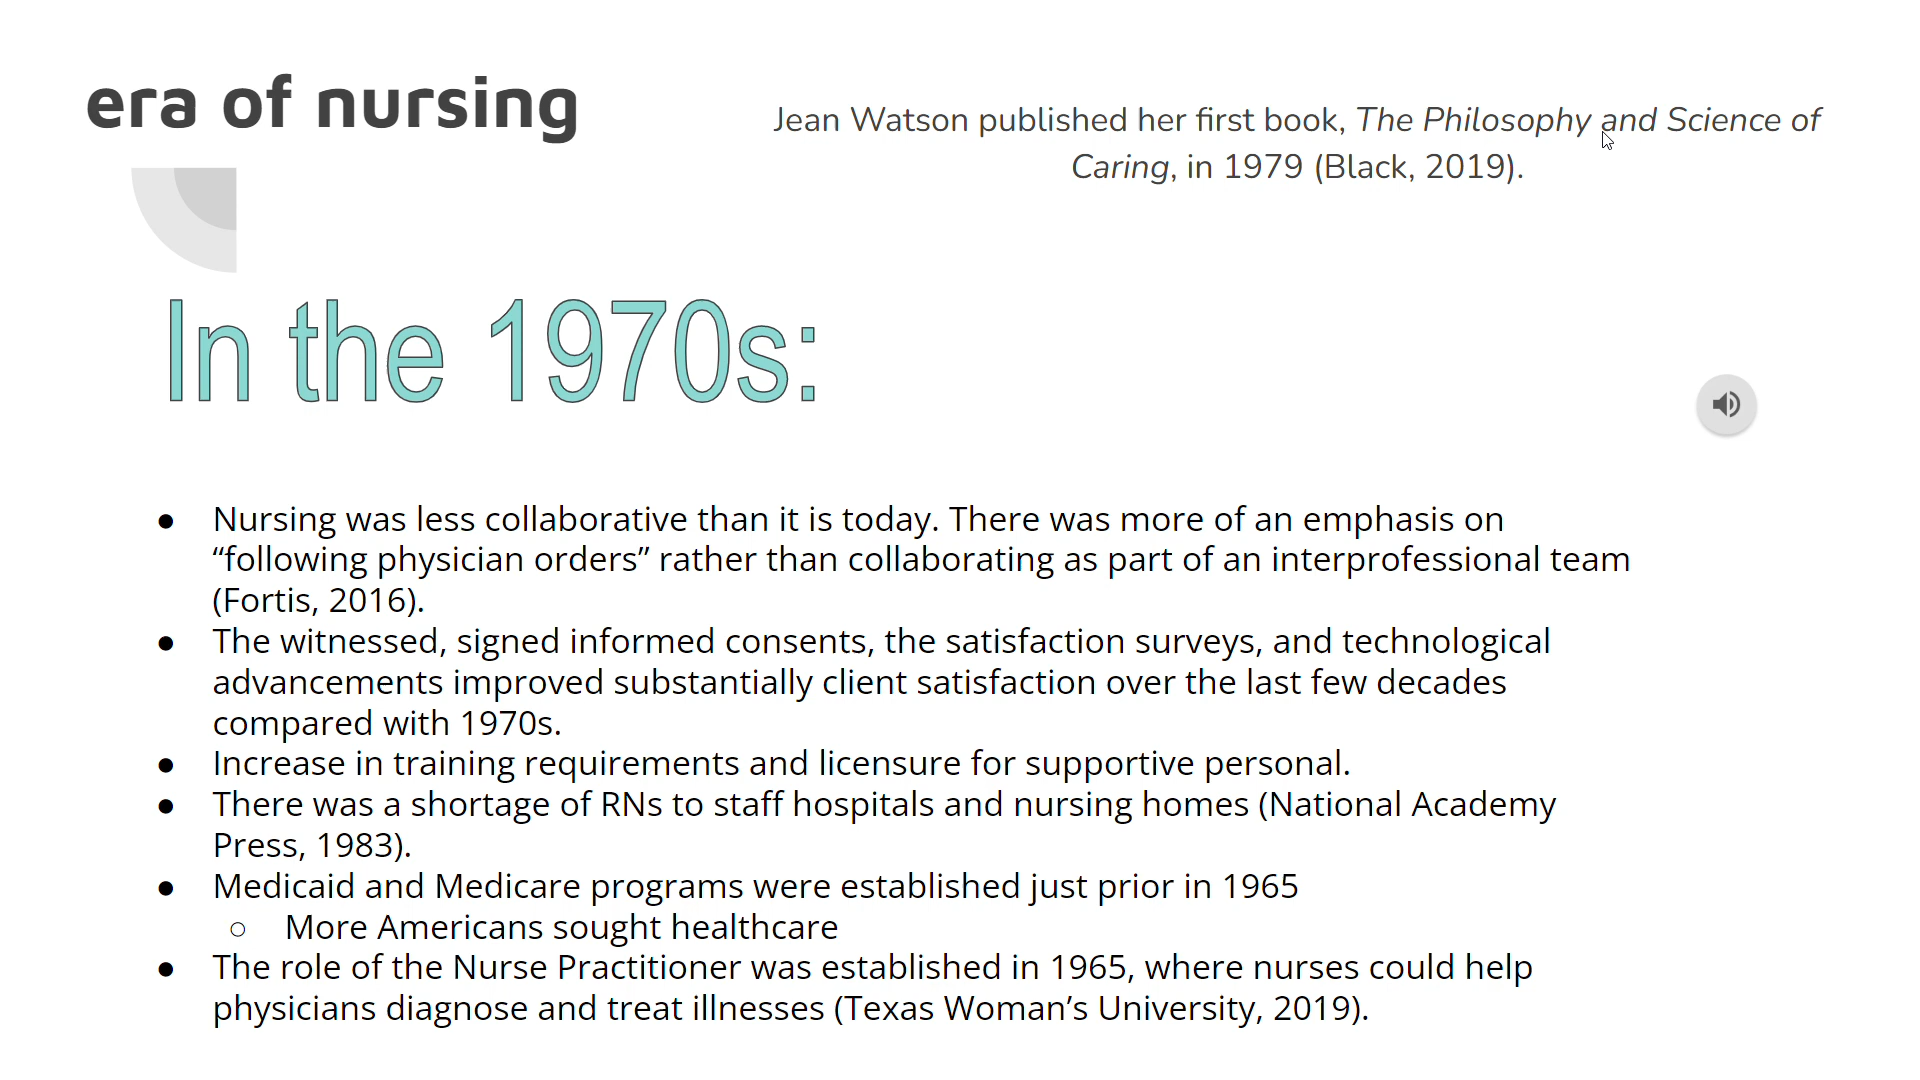 era of nursing
Jean Watson published her first book, The Philosophy and Science of
Caring, in 1979 (Black, 2019).
In the 1970s:
● Nursing was less collaborative than it is today. There was more of an emphasis on
“following physician orders” rather than collaborating as part of an interprofessional team
(Fortis, 2016).
● The witnessed, signed informed consents, the satisfaction surveys, and technological
advancements improved substantially client satisfaction over the last few decades
compared with 1970s.
● Increase in training requirements and licensure for supportive personal.
● There was a shortage of RNs to staff hospitals and nursing homes (National Academy
Press, 1983).
● Medicaid and Medicare programs were established just prior in 1965
○ More Americans sought healthcare
● The role of the Nurse Practitioner was established in 1965, where nurses could help
physicians diagnose and treat illnesses (Texas Woman’s University, 2019).